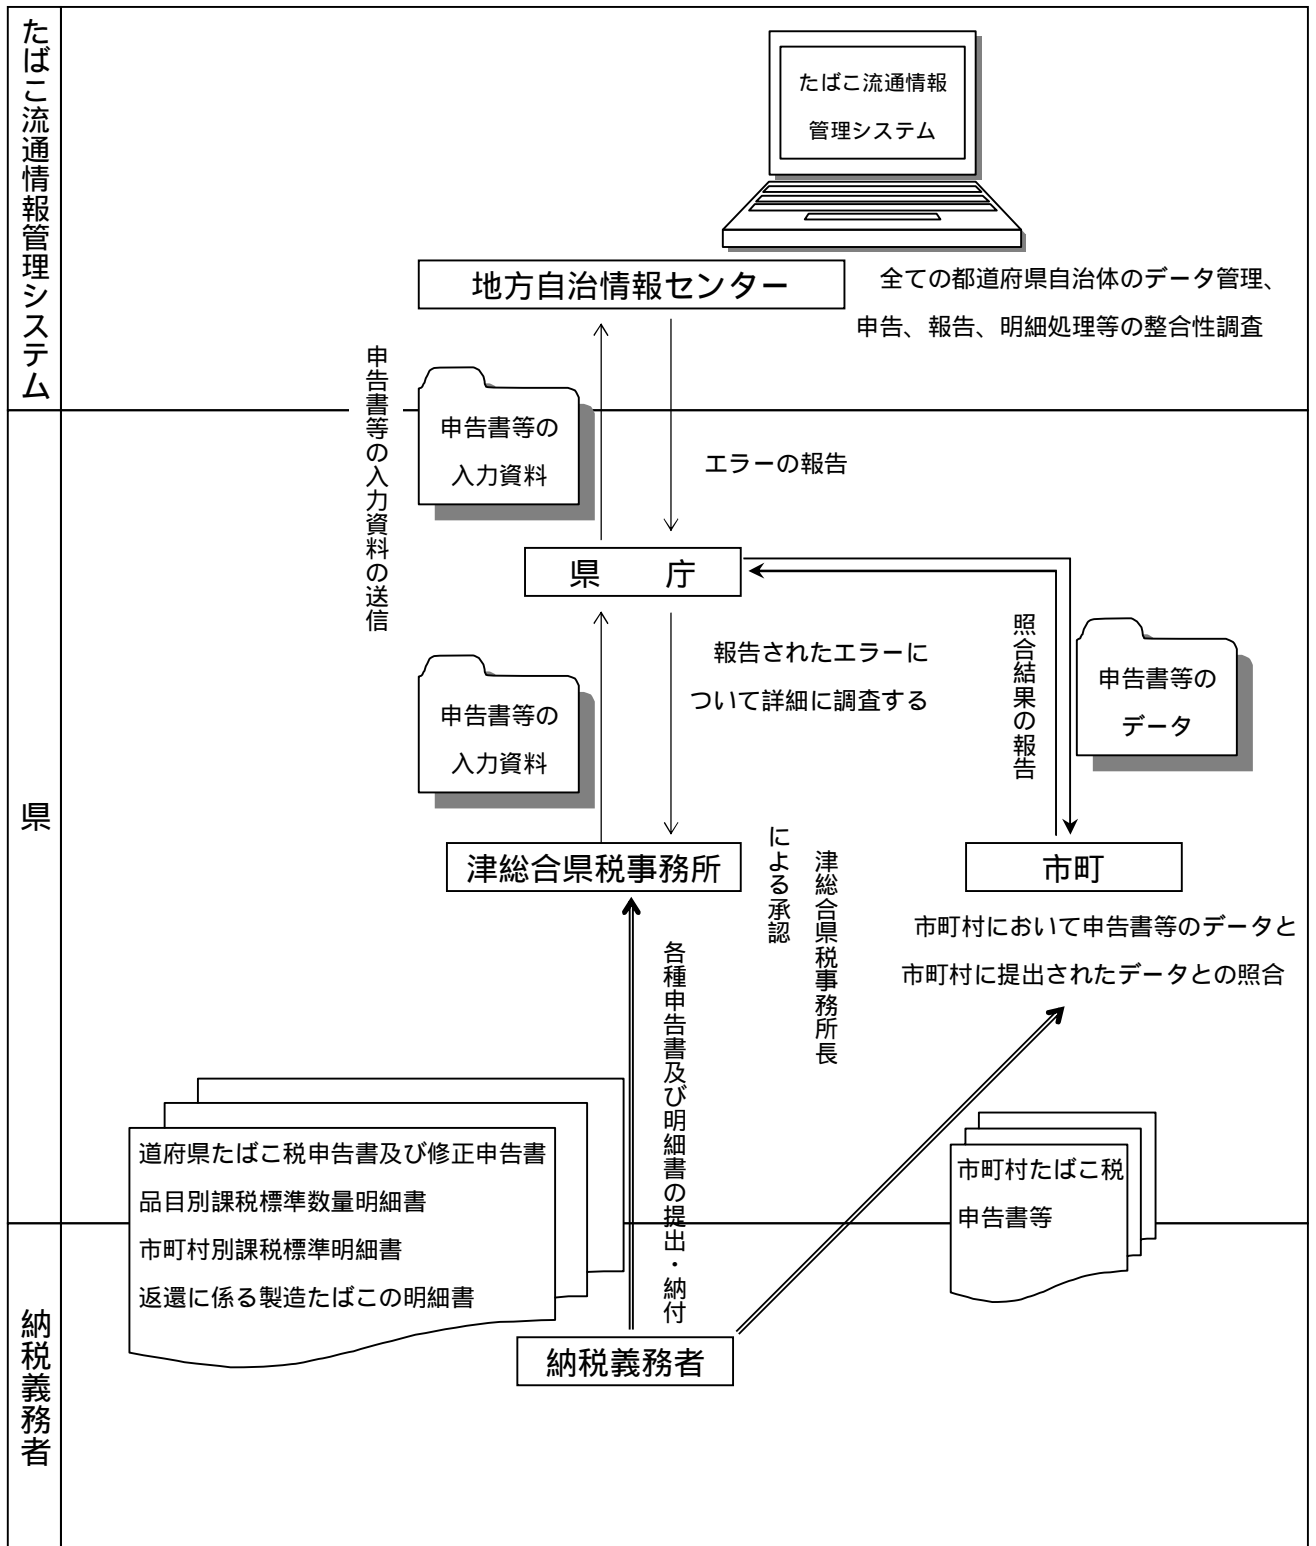 たばこ流通情報管理システム
たばこ流通情報
管理システム
地方自治情報センター
全ての都道府県自治体のデータ管理、
申告、報告、明細処理等の整合性調査
申告書等の入力資料の送信
申告書等の
入力資料
エラーの報告
県
県　　庁
申告書等の
入力資料
報告されたエラーに
ついて詳細に調査する
照合結果の報告
申告書等の
データ
津総合県税事務所
津総合県税事務所長
による承認
市町
市町村において申告書等のデータと
市町村に提出されたデータとの照合
各種申告書及び明細書の提出・納付
道府県たばこ税申告書及び修正申告書
品目別課税標準数量明細書
市町村別課税標準明細書
返還に係る製造たばこの明細書
市町村たばこ税
申告書等
納税義務者
納税義務者